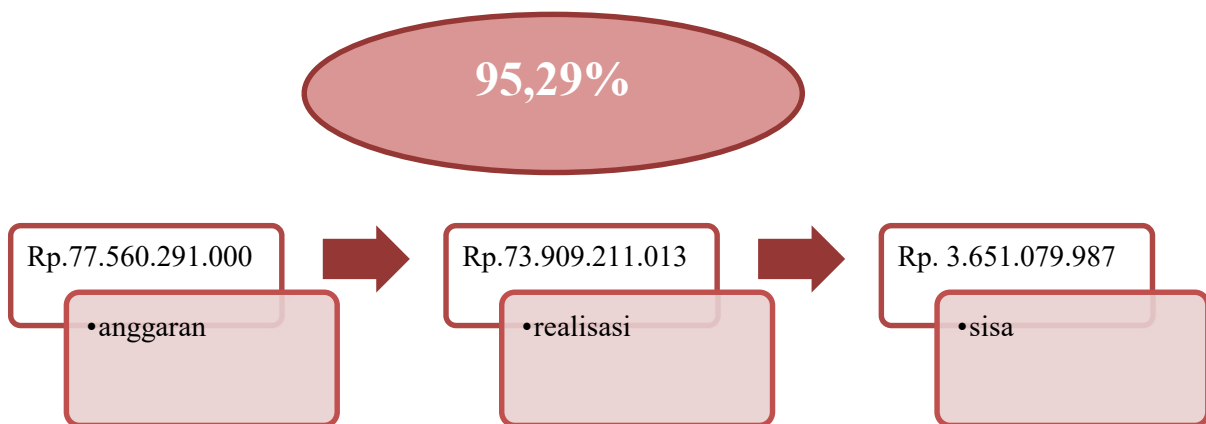 95,29%
Rp.77.560.291.000
•anggaran
Rp.73.909.211.013
•realisasi
Rp. 3.651.079.987
•sisa